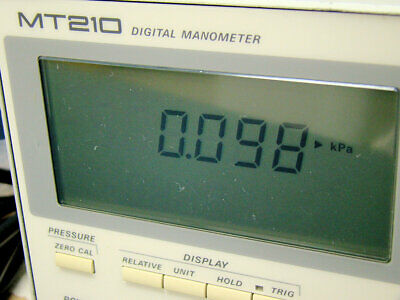 MT210 DIGITAL MANOMETER
0.098 kPa
PRESSURE
ZERO CAL
DISPLAY
RELATIVE UNIT HOLD TRIG